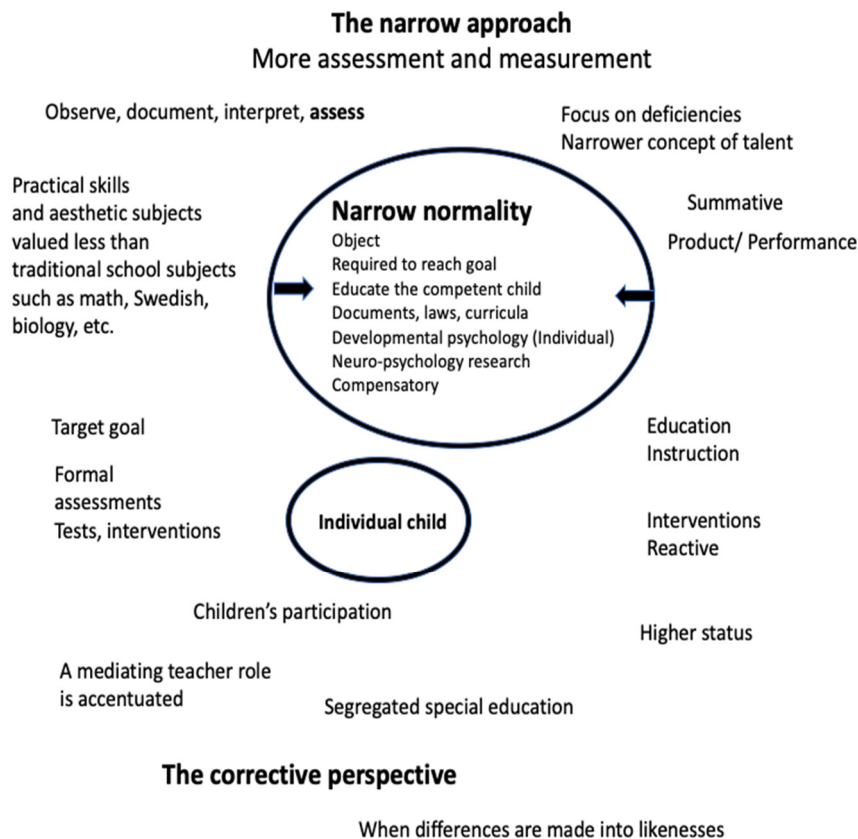 The narrow approach
More assessment and measurement
Observe, document, interpret, assess
Focus on deficiencies
Narrower concept of talent
Practical skills
and aesthetic subjects
valued less than
traditional school subjects
such as math, Swedish,
biology, etc.
Narrow normality
Object
Required to reach goal
Educate the competent child
Documents, laws, curricula
Developmental psychology (Individual)
Neuro-psychology research
Compensatory
Summative
Product/ Performance
Target goal
Formal
assessments
Tests, interventions
Individual child
Education
Instruction
Interventions
Reactive
Children’s participation
Higher status
A mediating teacher role
is accentuated
Segregated special education
The corrective perspective
When differences are made into likenesses